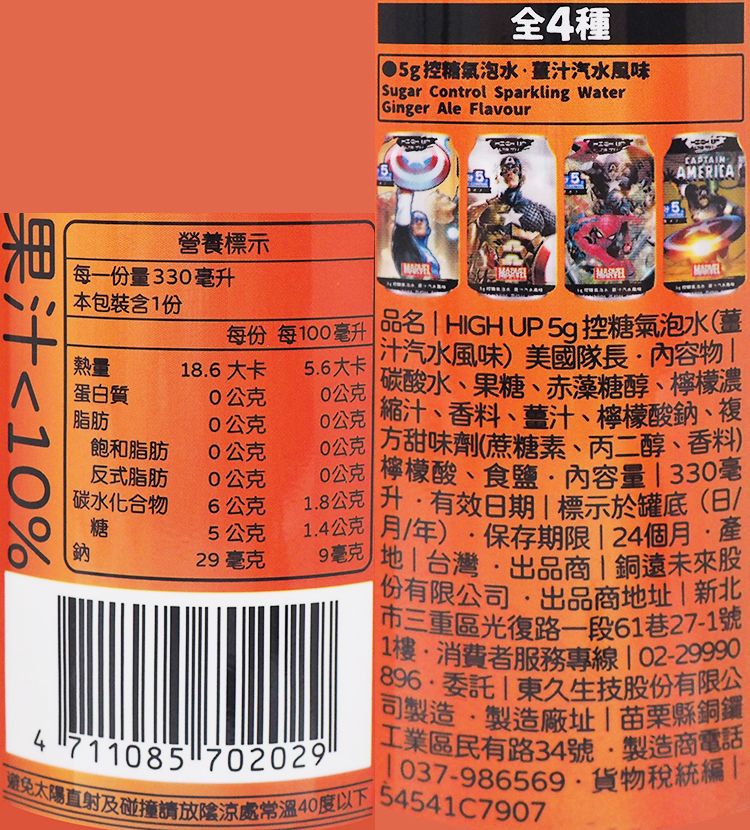 果汁<10%
營養標示
每一份量330毫升
本包裝含1份
每份 每100毫升
熱量 18.6大卡 5.6大卡
蛋白質 0公克 0公克
脂肪 0公克 0公克
飽和脂肪 0公克 0公克
反式脂肪 0公克 0公克
碳水化合物 6公克 1.8公克
糖 5公克 1.4公克
鈉 29毫克 9毫克
4 711085 702029
避免太陽直射及碰撞請放陰涼處常溫40度以下
全4種
●5g控糖氣泡水·薑汁汽水風味
Sugar Control Sparkling Water
Ginger Ale Flavour
CAPTAIN
AMERICA
MARVEL
MARVEL
MARVEL
MARVEL
品名|HIGH UP 5g控糖氣泡水(薑
汁汽水風味)美國隊長·內容物|
碳酸水、果糖、赤藻糖醇、檸檬濃
縮汁、香料、薑汁、檸檬酸鈉、複
方甜味劑(蔗糖素、丙二醇、香料)
檸檬酸、食鹽·內容量|330毫
升·有效日期|標示於罐底(日/
月/年)·保存期限|24個月·產
地|台灣·出品商|銅遠未來股
份有限公司·出品商地址|新北
市三重區光復路一段61巷27-1號
1樓·消費者服務專線|02-29990
896·委託|東久生技股份有限公
司製造·製造廠址|苗栗縣銅鑼
工業區民有路34號·製造商電話
|037-986569·貨物稅統編|
54541C7907